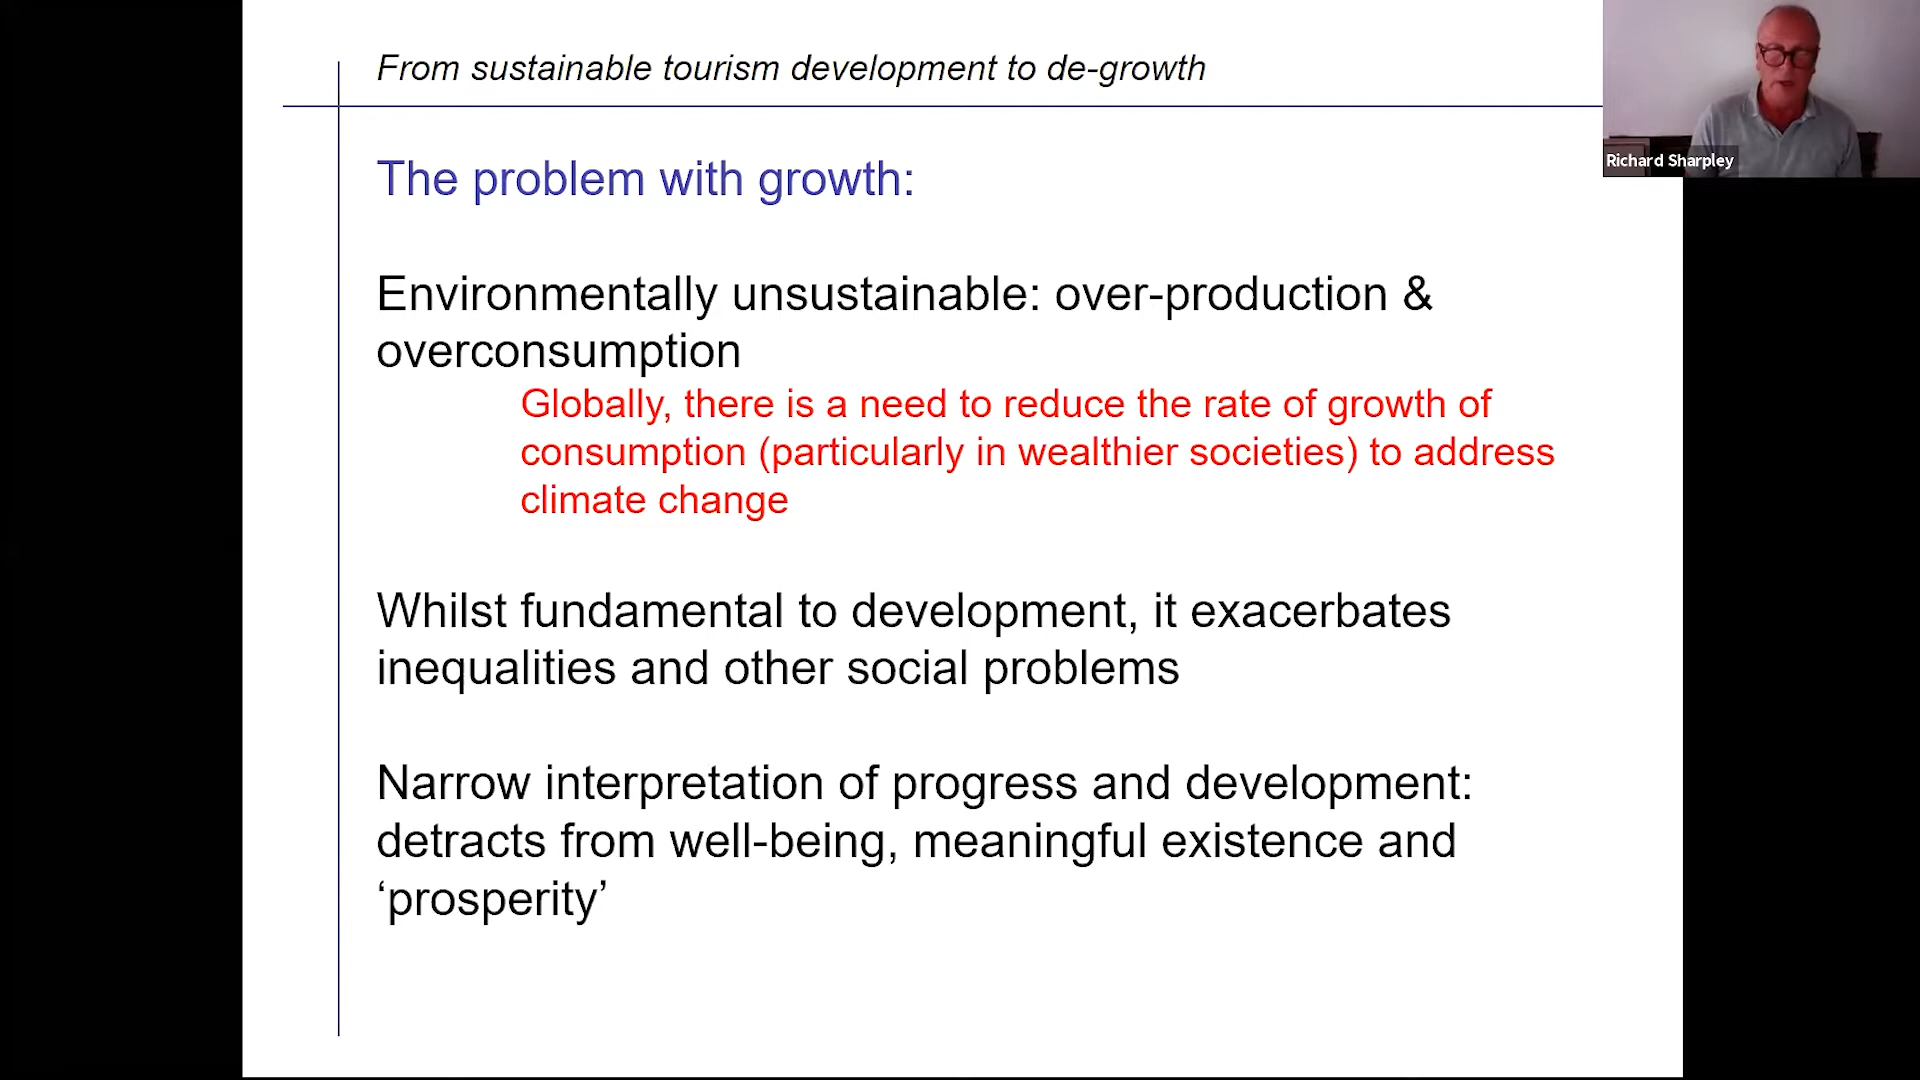 From sustainable tourism development to de-growth
Richard Sharpley
The problem with growth:
Environmentally unsustainable: over-production &
overconsumption
Globally, there is a need to reduce the rate of growth of
consumption (particularly in wealthier societies) to address
climate change
Whilst fundamental to development, it exacerbates
inequalities and other social problems
Narrow interpretation of progress and development:
detracts from well-being, meaningful existence and
‘prosperity’